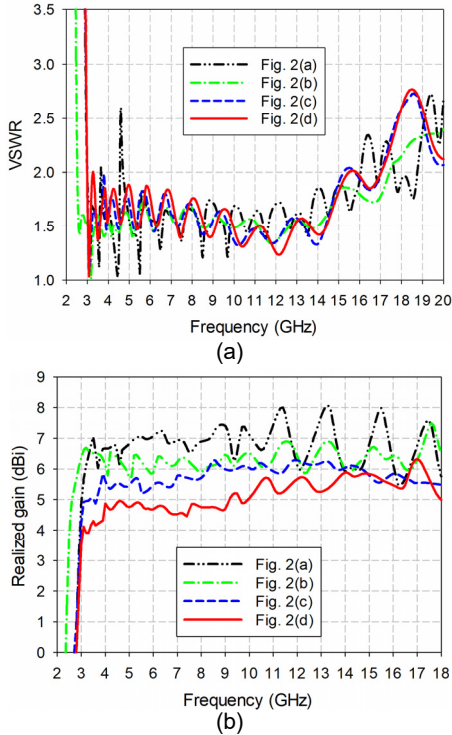 3.5
3.0
2.5
2.0
1.5
1.0
VSWR
Fig. 2(a)
Fig. 2(b)
Fig. 2(c)
Fig. 2(d)
2 3 4 5 6 7 8 9 10 11 12 13 14 15 16 17 18 19 20
Frequency (GHz)
(a)
9
8
7
6
5
4
3
2
1
0
Realized gain (dBi)
Fig. 2(a)
Fig. 2(b)
Fig. 2(c)
Fig. 2(d)
2 3 4 5 6 7 8 9 10 11 12 13 14 15 16 17 18
Frequency (GHz)
(b)